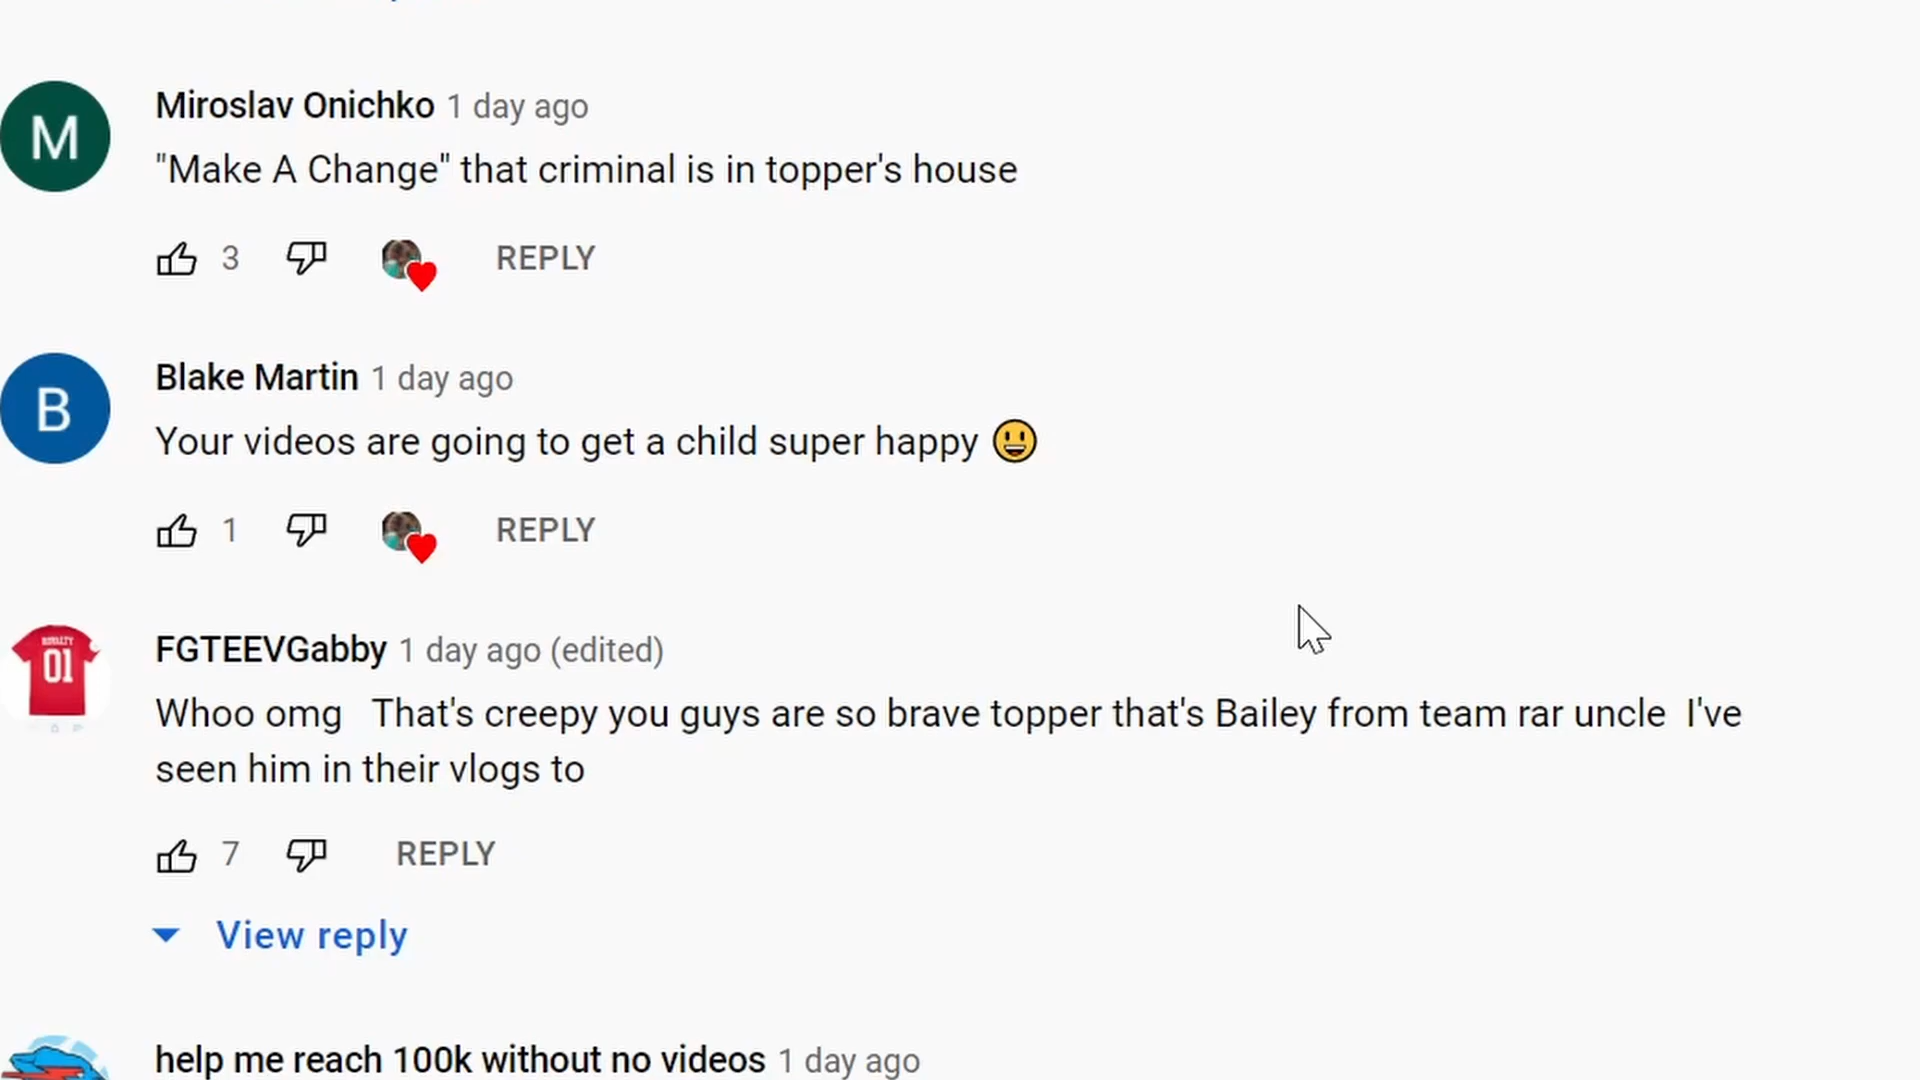 Miroslav Onichko 1 day ago
M
"Make A Change" that criminal is in topper's house
3 REPLY
Blake Martin 1 day ago
B
Your videos are going to get a child super happy 😃
1 REPLY
FGTEEVGabby 1 day ago (edited)
ROYALTY
01
Whoo omg   That's creepy you guys are so brave topper that's Bailey from team rar uncle  I've
seen him in their vlogs to
7 REPLY
View reply
help me reach 100k without no videos 1 day ago